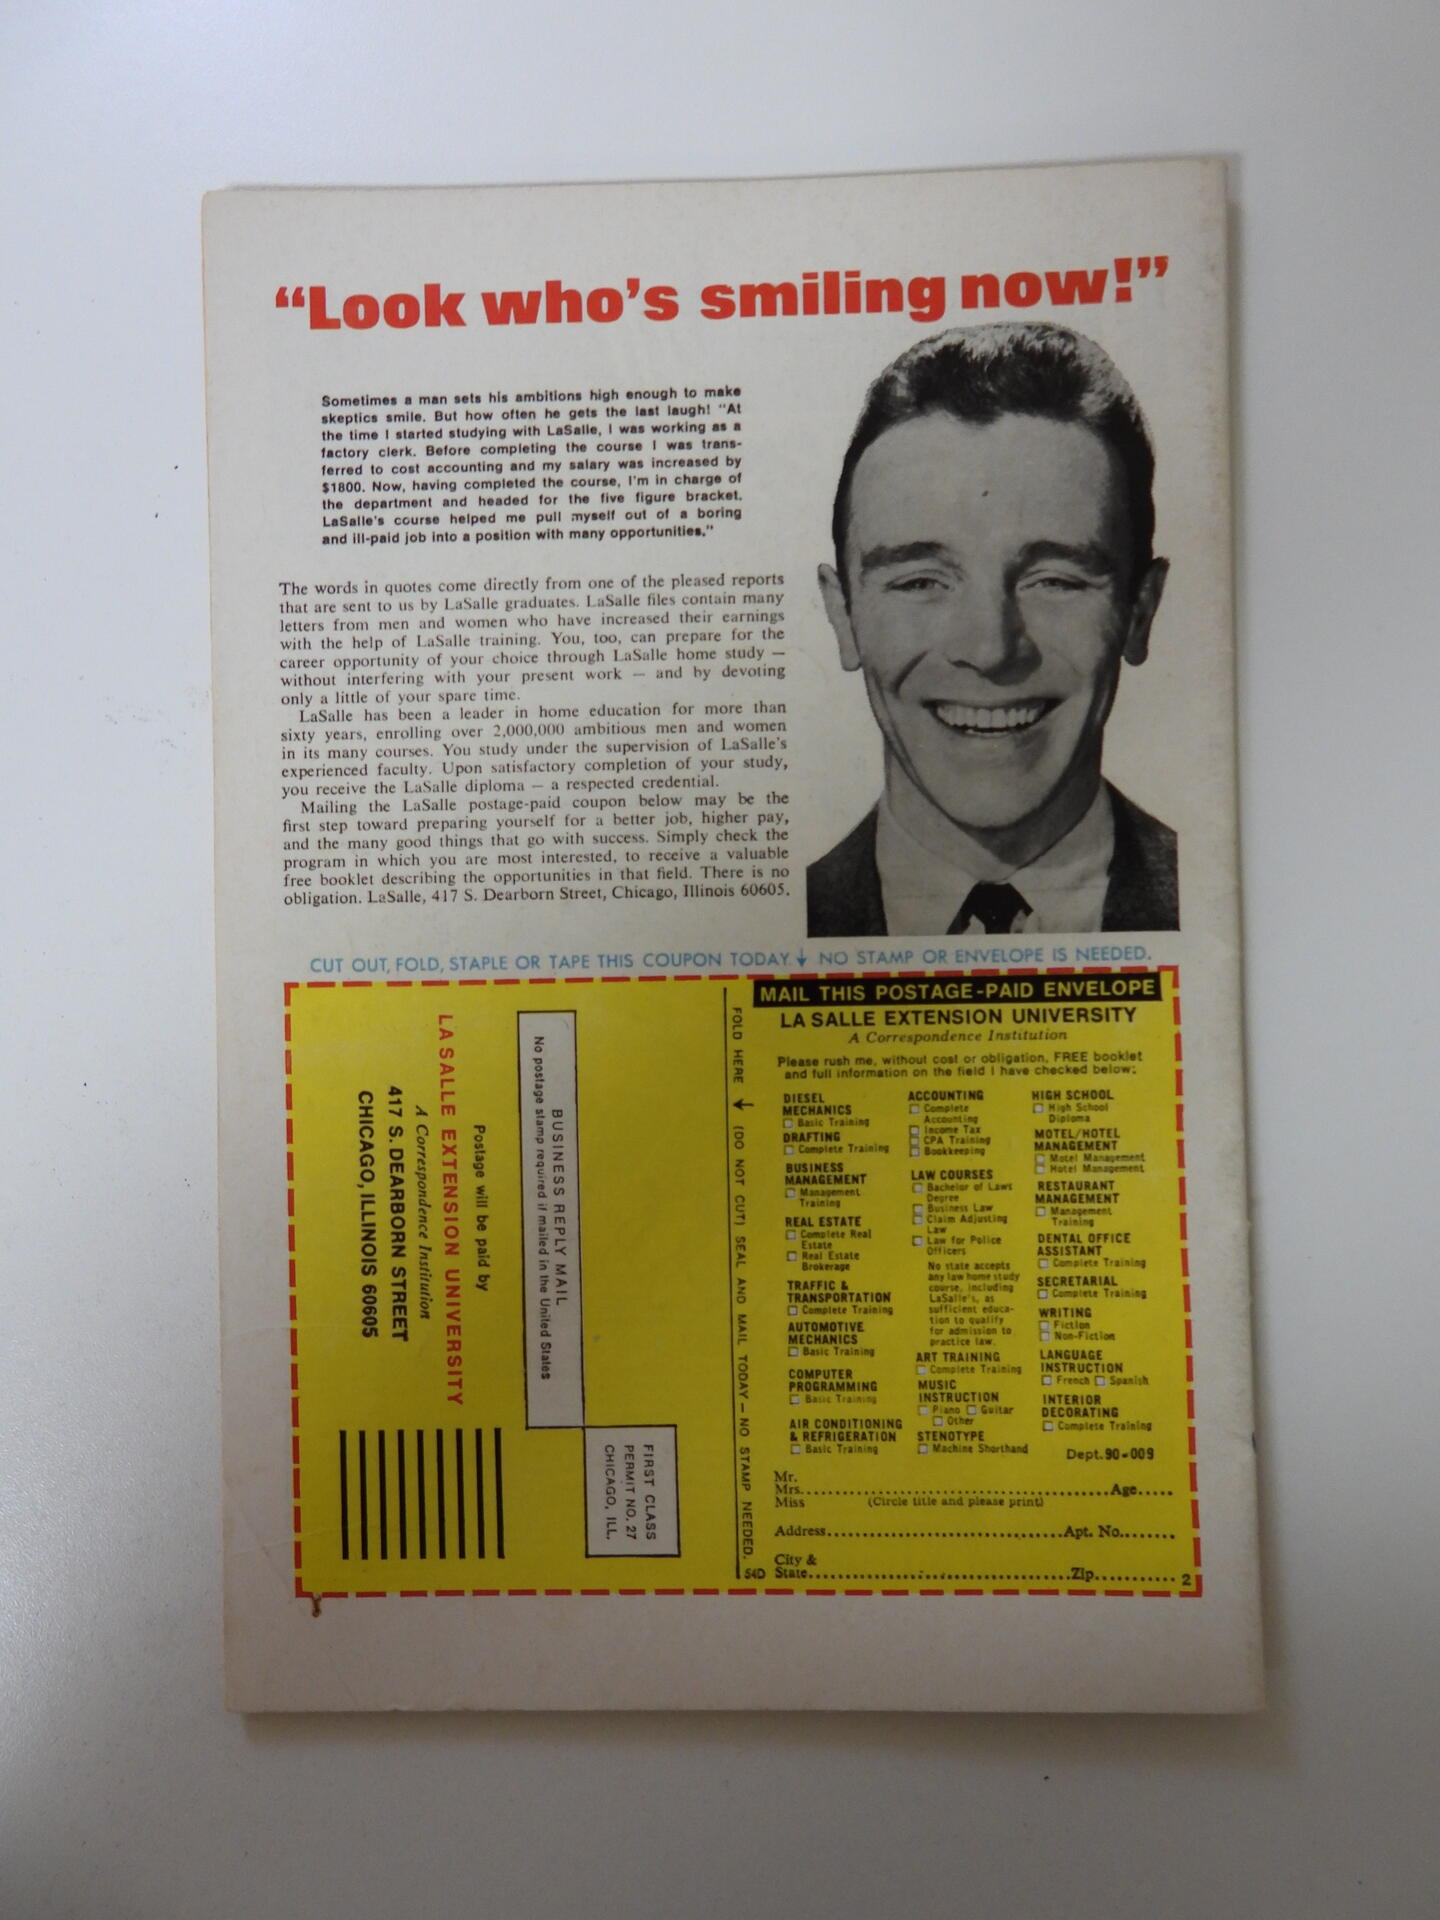 “Look who’s smiling now!”
Sometimes a man sets his ambitions high enough to make
skeptics smile. But how often he gets the last laugh! “At
the time I started studying with LaSalle, I was working as a
factory clerk. Before completing the course I was trans-
ferred to cost accounting and my salary was increased by
$1800. Now, having completed the course, I’m in charge of
the department and headed for the five figure bracket.
LaSalle’s course helped me pull myself out of a boring
and ill-paid job into a position with many opportunities.”
The words in quotes come directly from one of the pleased reports
that are sent to us by LaSalle graduates. LaSalle files contain many
letters from men and women who have increased their earnings
with the help of LaSalle training. You, too, can prepare for the
career opportunity of your choice through LaSalle home study —
without interfering with your present work — and by devoting
only a little of your spare time.
LaSalle has been a leader in home education for more than
sixty years, enrolling over 2,000,000 ambitious men and women
in its many courses. You study under the supervision of LaSalle’s
experienced faculty. Upon satisfactory completion of your study,
you receive the LaSalle diploma — a respected credential.
Mailing the LaSalle postage-paid coupon below may be the
first step toward preparing yourself for a better job, higher pay,
and the many good things that go with success. Simply check the
program in which you are most interested, to receive a valuable
free booklet describing the opportunities in that field. There is no
obligation. LaSalle, 417 S. Dearborn Street, Chicago, Illinois 60605.
CUT OUT, FOLD, STAPLE OR TAPE THIS COUPON TODAY. ↓ NO STAMP OR ENVELOPE IS NEEDED.
FIRST CLASS
PERMIT NO. 27
CHICAGO, ILL.
BUSINESS REPLY MAIL
No postage stamp required if mailed in the United States
Postage will be paid by
LA SALLE EXTENSION UNIVERSITY
A Correspondence Institution
417 S. DEARBORN STREET
CHICAGO, ILLINOIS 60605
FOLD HERE → (DO NOT CUT) SEAL AND MAIL TODAY — NO STAMP NEEDED.
54D
MAIL THIS POSTAGE-PAID ENVELOPE
LA SALLE EXTENSION UNIVERSITY
A Correspondence Institution
Please rush me, without cost or obligation, FREE booklet
and full information on the field I have checked below:
DIESEL
MECHANICS
☐ Basic Training
DRAFTING
☐ Complete Training
BUSINESS
MANAGEMENT
☐ Management
Training
REAL ESTATE
☐ Complete Real
Estate
☐ Real Estate
Brokerage
TRAFFIC &
TRANSPORTATION
☐ Complete Training
AUTOMOTIVE
MECHANICS
☐ Basic Training
COMPUTER
PROGRAMMING
☐ Basic Training
AIR CONDITIONING
& REFRIGERATION
☐ Basic Training
ACCOUNTING
☐ Complete
Accounting
☐ Income Tax
☐ CPA Training
☐ Bookkeeping
LAW COURSES
☐ Bachelor of Laws
Degree
☐ Business Law
☐ Claim Adjusting
Law
☐ Law for Police
Officers
No state accepts
any law home study
course, including
LaSalle’s, as
sufficient educa-
tion to qualify
for admission to
practice law.
ART TRAINING
☐ Complete Training
MUSIC
INSTRUCTION
☐ Piano ☐ Guitar
☐ Other
STENOTYPE
☐ Machine Shorthand
HIGH SCHOOL
☐ High School
Diploma
MOTEL/HOTEL
MANAGEMENT
☐ Motel Management
☐ Hotel Management
RESTAURANT
MANAGEMENT
☐ Management
Training
DENTAL OFFICE
ASSISTANT
☐ Complete Training
SECRETARIAL
☐ Complete Training
WRITING
☐ Fiction
☐ Non-Fiction
LANGUAGE
INSTRUCTION
☐ French ☐ Spanish
INTERIOR
DECORATING
☐ Complete Training
Dept. 90-009
Mr.
Mrs. Age
Miss (Circle title and please print)
Address Apt. No.
City &
State Zip 2